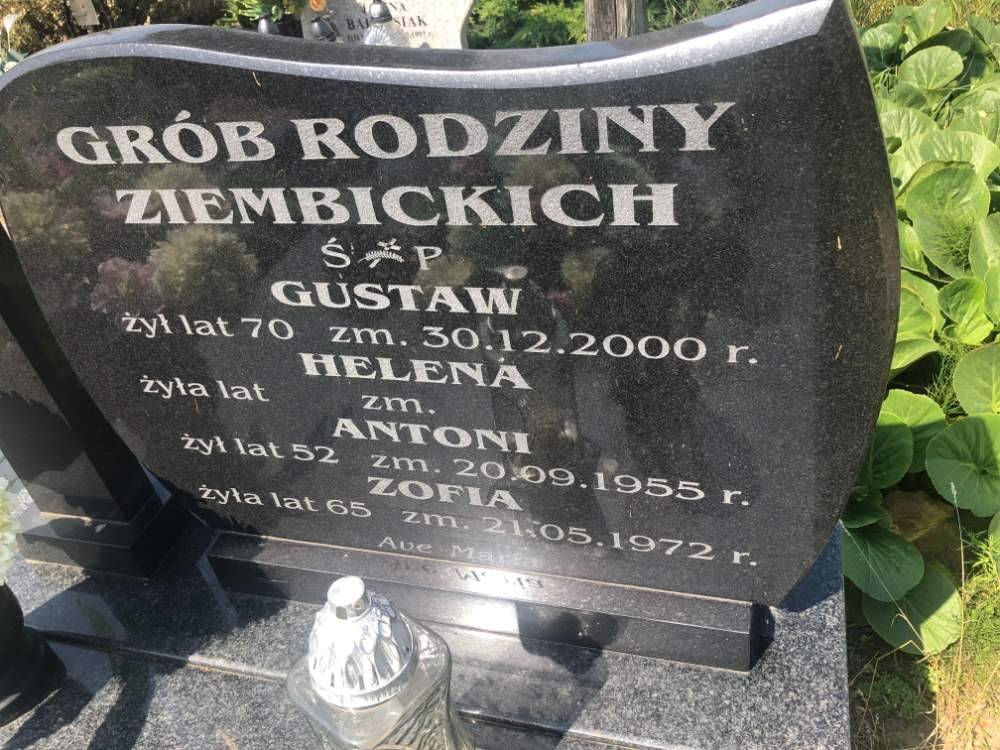 GRÓB RODZINY
ZIEMBICKICH
Ś P
GUSTAW
żył lat 70 zm. 30.12.2000 r.
HELENA
żyła lat zm.
ANTONI
żył lat 52 zm. 20.09.1955 r.
ZOFIA
żyła lat 65 zm. 21.05.1972 r.
Ave